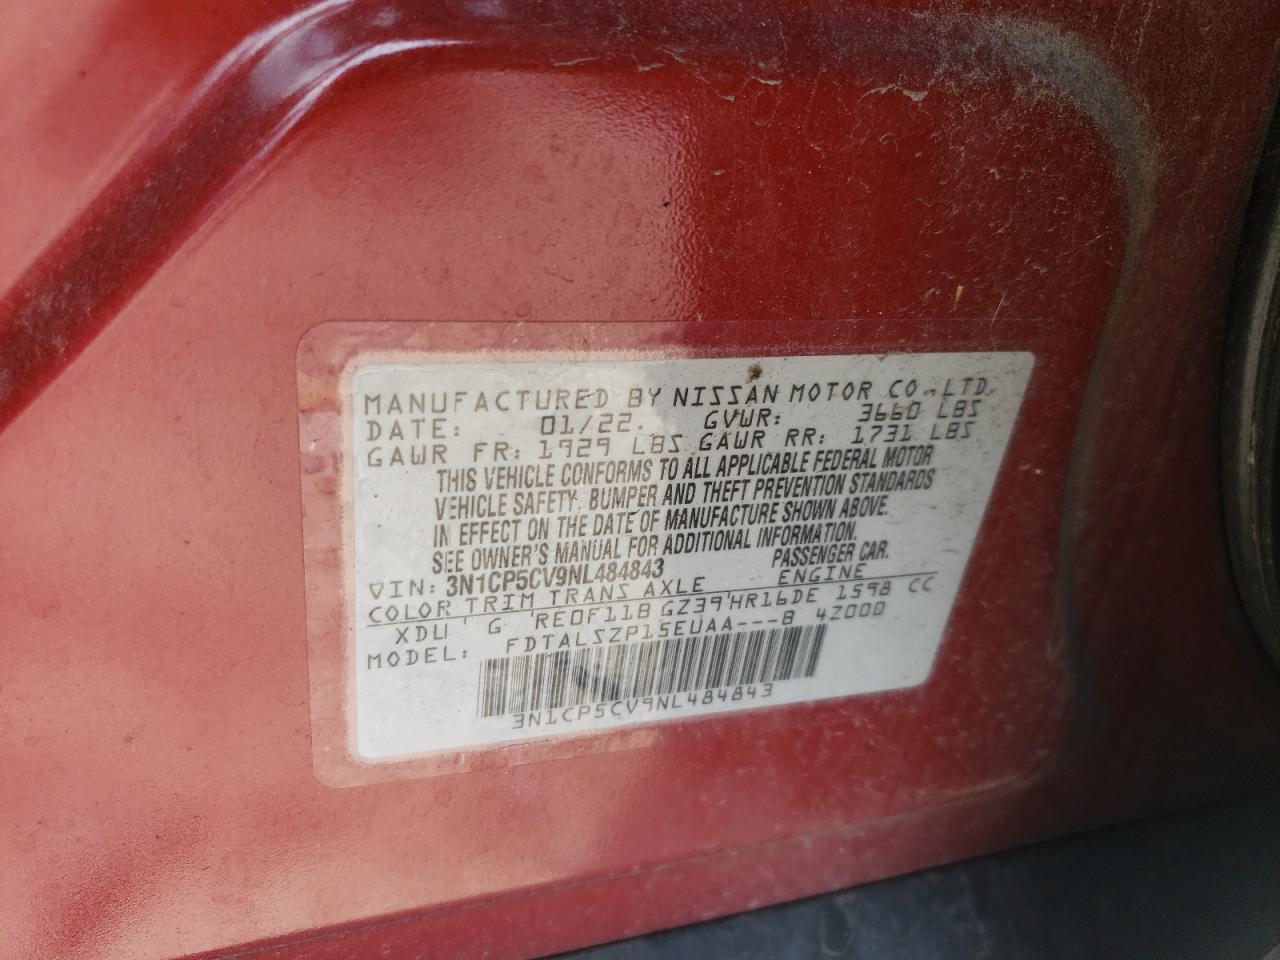 MANUFACTURED BY NISSAN MOTOR CO., LTD.
DATE: 01/22. GVWR: 3660 LBS
GAWR FR: 1929 LBS GAWR RR: 1731 LBS
THIS VEHICLE CONFORMS TO ALL APPLICABLE FEDERAL MOTOR
VEHICLE SAFETY, BUMPER AND THEFT PREVENTION STANDARDS
IN EFFECT ON THE DATE OF MANUFACTURE SHOWN ABOVE.
SEE OWNER'S MANUAL FOR ADDITIONAL INFORMATION.
VIN: 3N1CP5CV9NL484843 PASSENGER CAR.
COLOR TRIM TRANS AXLE ENGINE
XDU G RE0F11B GZ39 HR16DE 1598 CC
MODEL: FDTALSZP15EUAA---B 4Z000
3N1CP5CV9NL484843